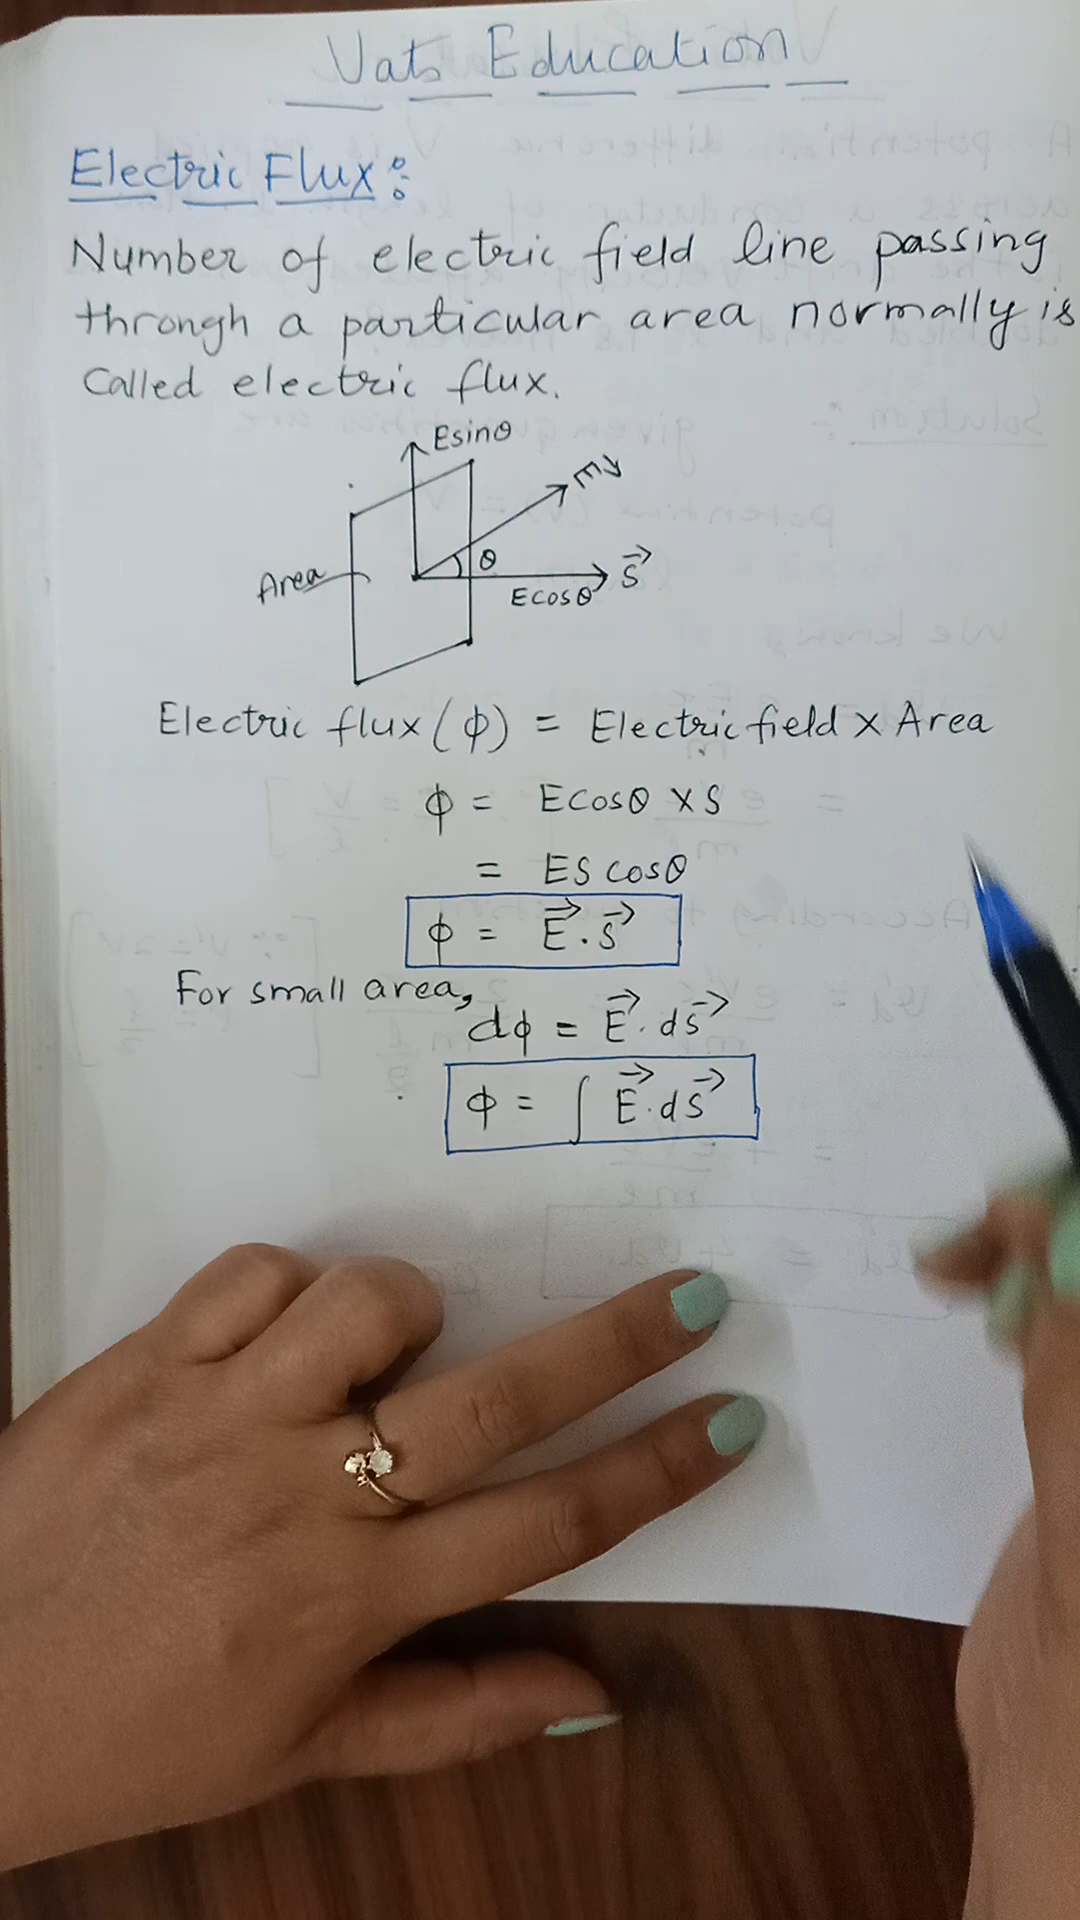 Vats Education
Electric Flux:
Number of electric field line passing
through a particular area normally is
called electric flux.
Esinθ
E
θ
Area
S
Ecosθ
Electric flux (ϕ) = Electric field × Area
ϕ = Ecosθ × S
= ES cosθ
ϕ = E⃗ . S⃗
For small area,
dϕ = E⃗ . dS⃗
ϕ = ∫ E⃗ . dS⃗